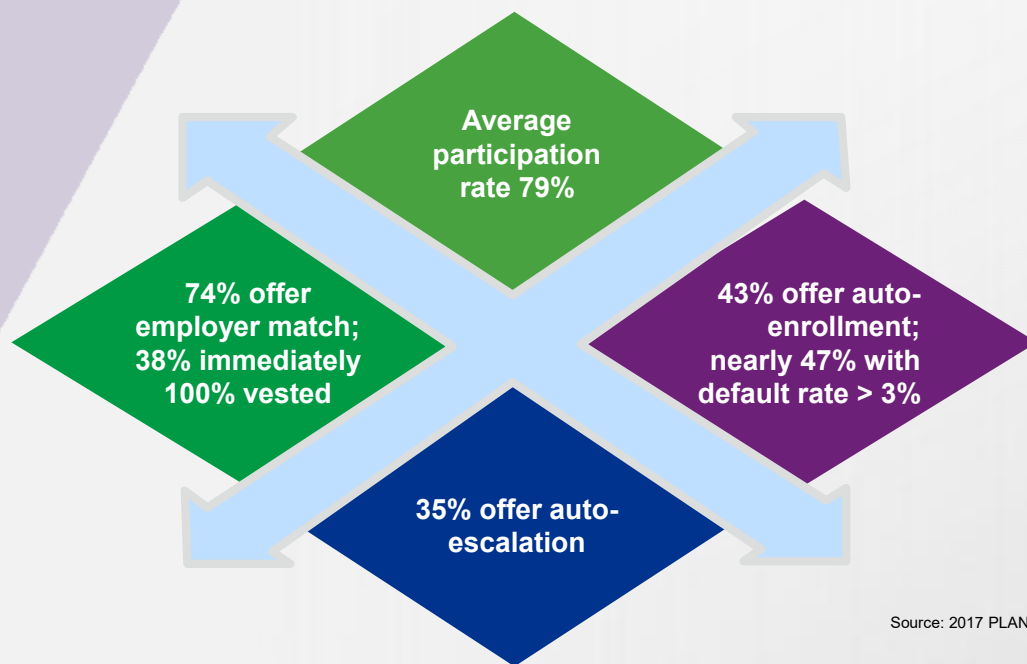 Average
participation
rate 79%
74% offer
employer match;
38% immediately
100% vested
43% offer auto-
enrollment;
nearly 47% with
default rate > 3%
35% offer auto-
escalation
Source: 2017 PLAN